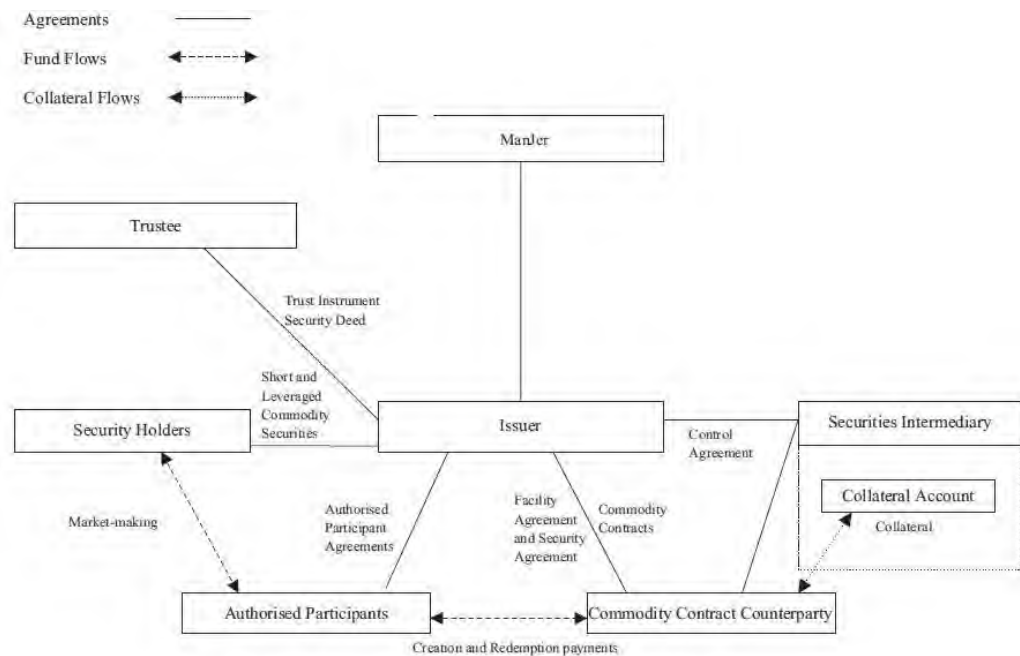 Agreements
Fund Flows
Collateral Flows
ManJer
Trustee
Trust Instrument
Security Deed
Short and
Leveraged
Commodity
Securities
Security Holders
Issuer
Securities Intermediary
Control
Agreement
Collateral Account
Collateral
Market-making
Authorised
Participant
Agreements
Facility
Agreement
and Security
Agreement
Commodity
Contracts
Authorised Participants
Commodity Contract Counterparty
Creation and Redemption payments